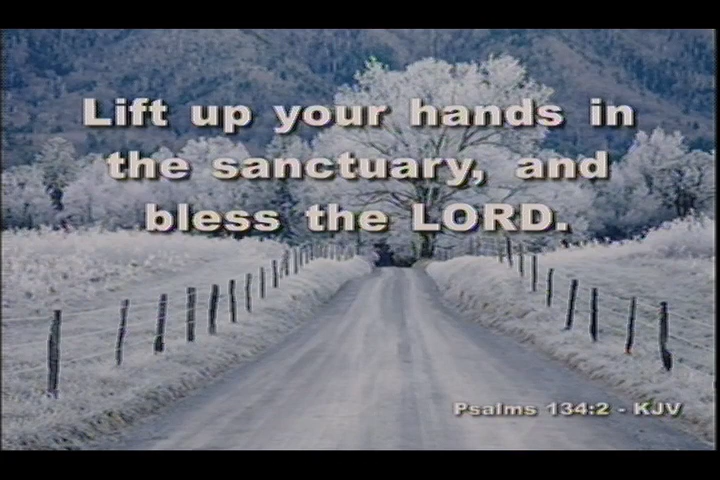 Lift up your hands in
the sanctuary, and
bless the LORD.
Psalms 134:2 - KJV